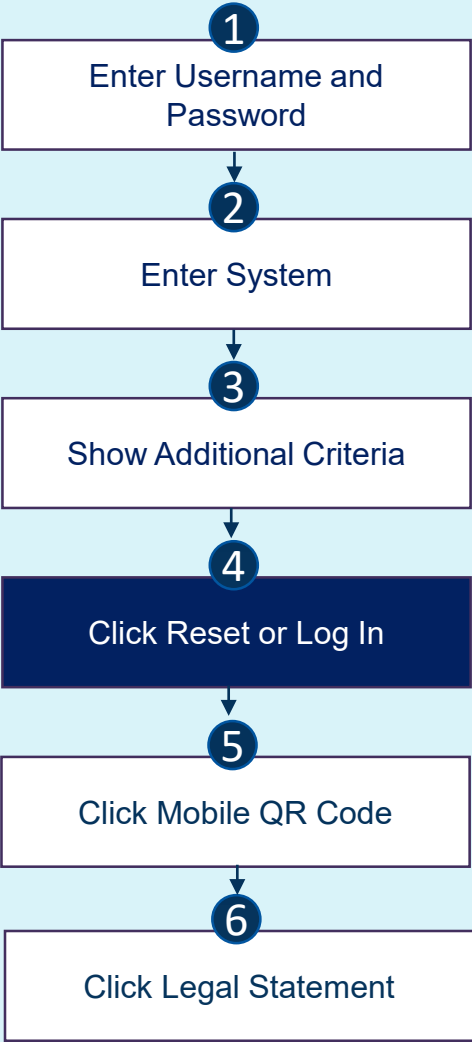 1
Enter Username and
Password
2
Enter System
3
Show Additional Criteria
4
Click Reset or Log In
5
Click Mobile QR Code
6
Click Legal Statement